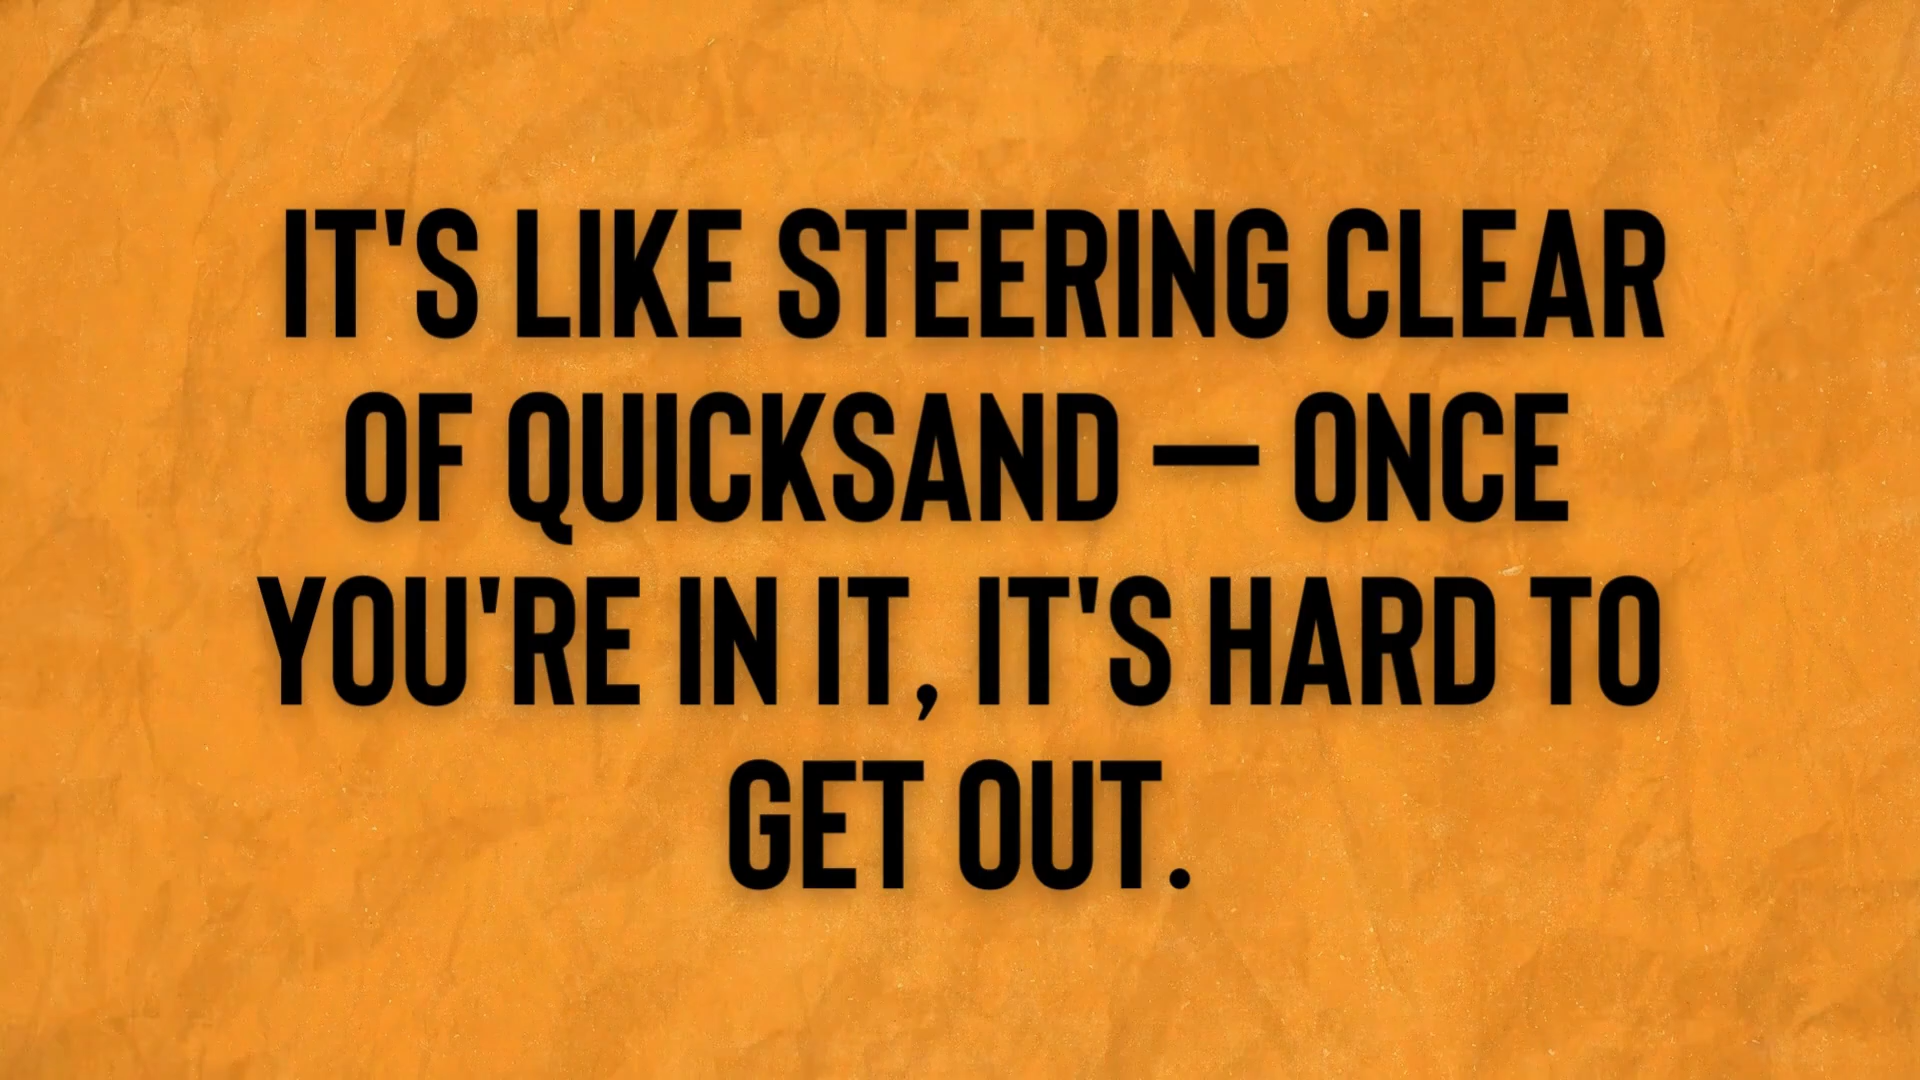 IT'S LIKE STEERING CLEAR
OF QUICKSAND — ONCE
YOU'RE IN IT, IT'S HARD TO
GET OUT.